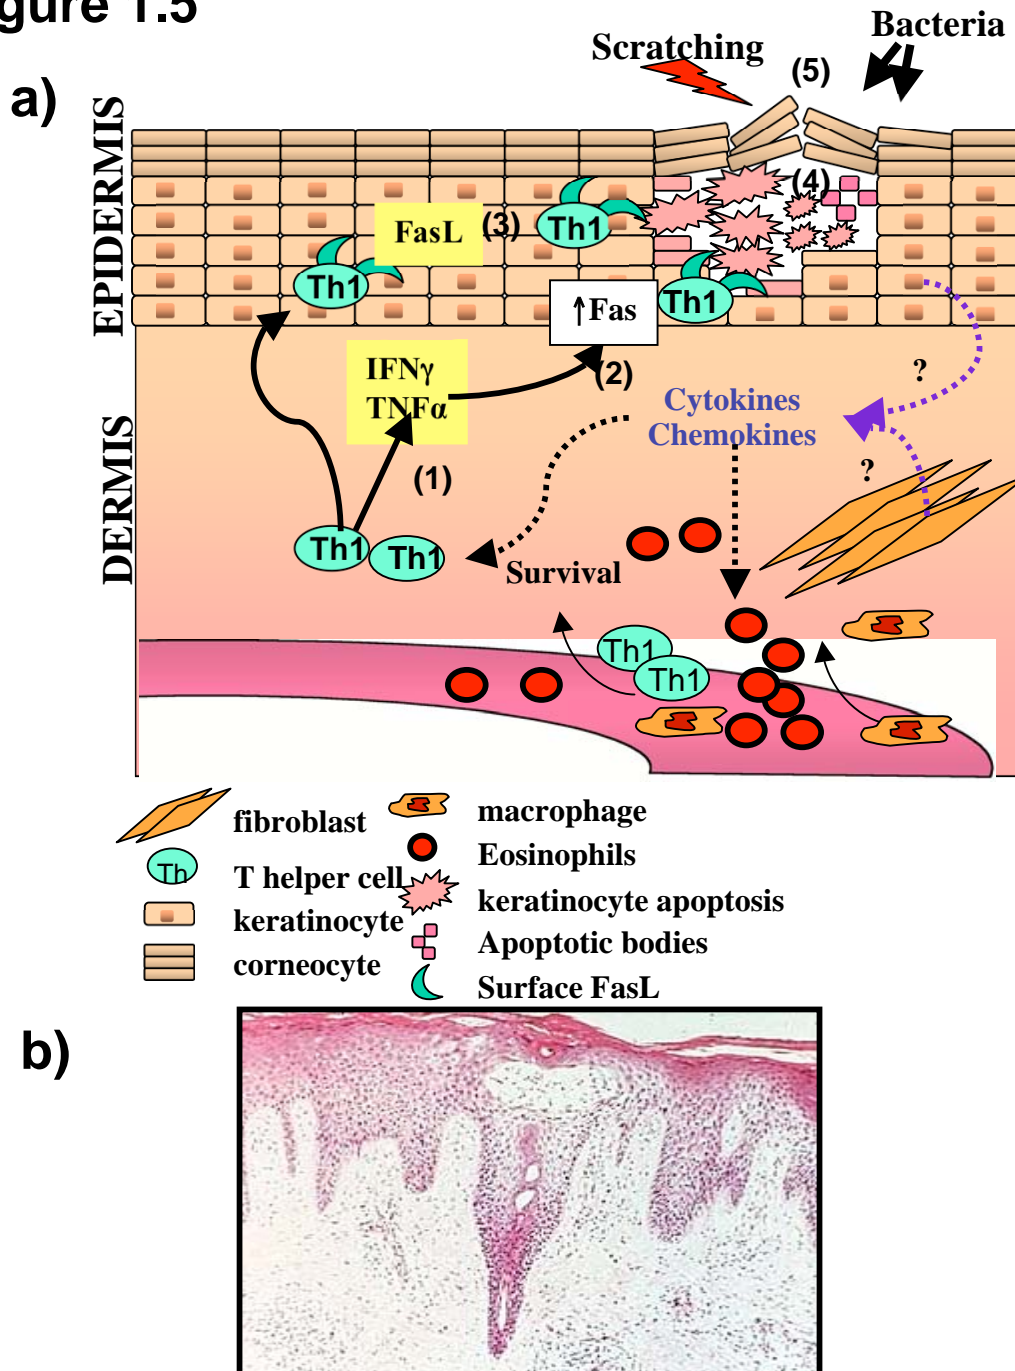 gure 1.5
a)
Scratching
Bacteria
(5)
EPIDERMIS
(4)
FasL
(3)
Th1
Th1
Th1
↑Fas
IFNγ
TNFα
(2)
?
Cytokines
Chemokines
?
(1)
DERMIS
Th1
Th1
Survival
Th1
Th1
fibroblast
macrophage
Th
T helper cell
Eosinophils
keratinocyte
keratinocyte apoptosis
corneocyte
Apoptotic bodies
Surface FasL
b)